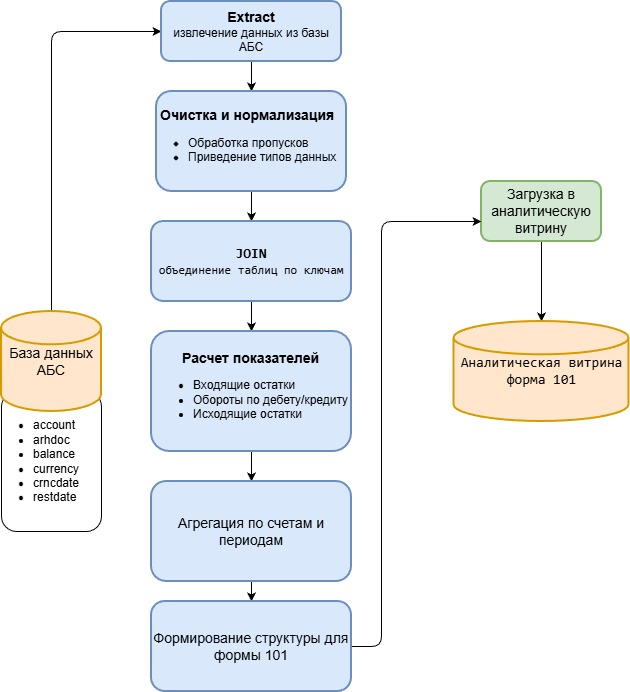 Extract
извлечение данных из базы
АБС
Очистка и нормализация
Обработка пропусков
Приведение типов данных
JOIN
объединение таблиц по ключам
Расчет показателей
Входящие остатки
Обороты по дебету/кредиту
Исходящие остатки
Агрегация по счетам и
периодам
Формирование структуры для
формы 101
База данных
АБС
account
arhdoc
balance
currency
crncdate
restdate
Загрузка в
аналитическую
витрину
Аналитическая витрина
форма 101